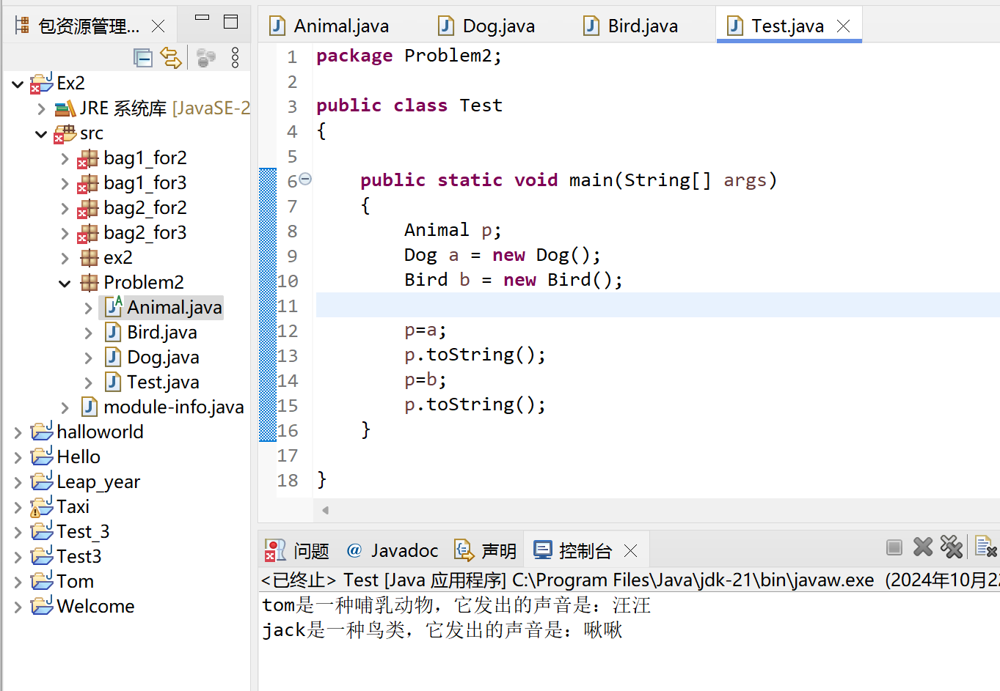 包资源管理...
Ex2
JRE 系统库 [JavaSE-2
src
bag1_for2
bag1_for3
bag2_for2
bag2_for3
ex2
Problem2
Animal.java
Bird.java
Dog.java
Test.java
module-info.java
halloworld
Hello
Leap_year
Taxi
Test_3
Test3
Tom
Welcome
Animal.java Dog.java Bird.java Test.java
1 package Problem2;
2
3 public class Test
4 {
5
6 public static void main(String[] args)
7 {
8 Animal p;
9 Dog a = new Dog();
10 Bird b = new Bird();
11
12 p=a;
13 p.toString();
14 p=b;
15 p.toString();
16 }
17
18 }
问题 @ Javadoc 声明 控制台
<已终止> Test [Java 应用程序] C:\Program Files\Java\jdk-21\bin\javaw.exe (2024年10月22
tom是一种哺乳动物，它发出的声音是：汪汪
jack是一种鸟类，它发出的声音是：啾啾